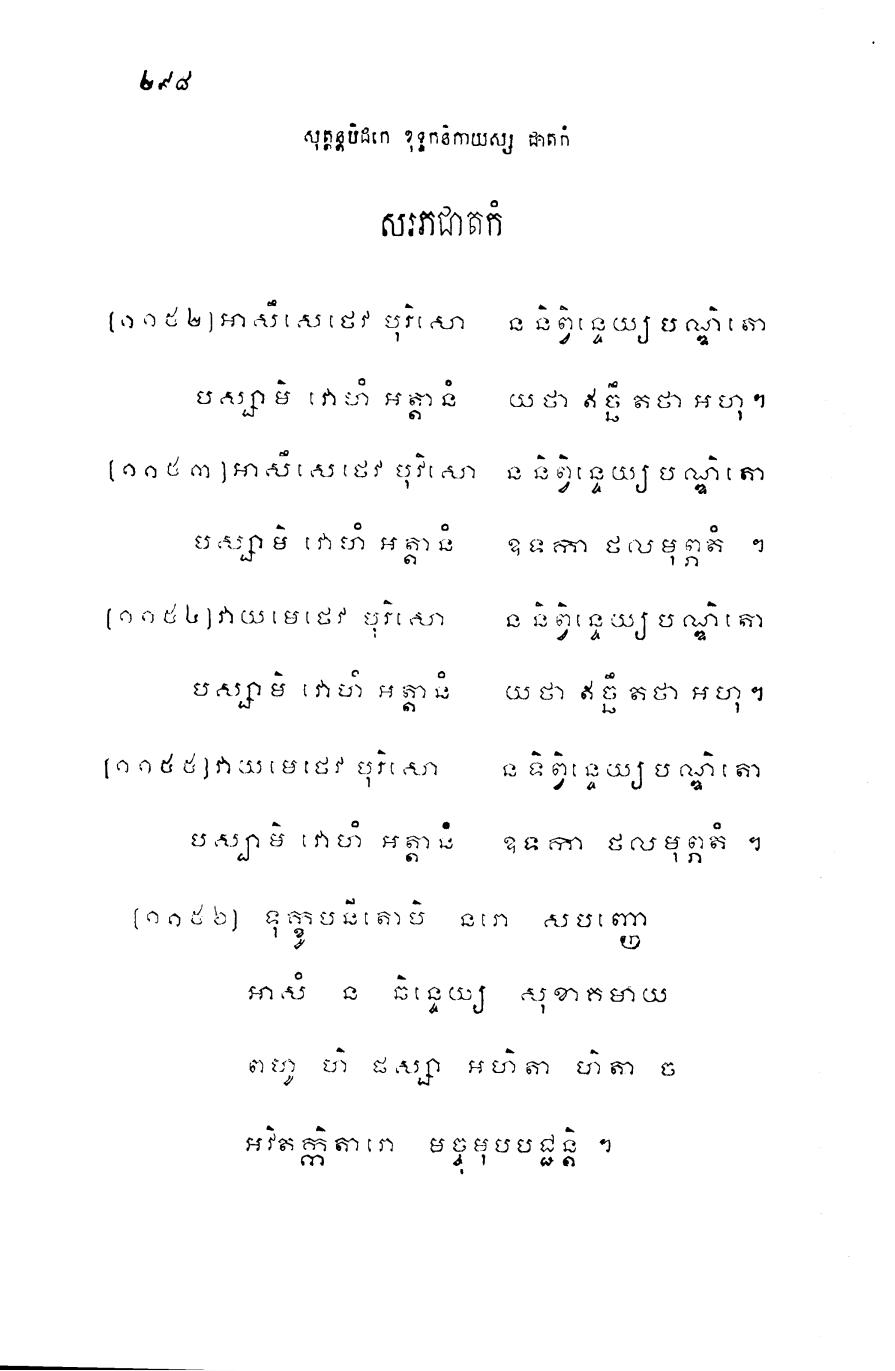 ២៩៨
សុត្តន្តបិដកេ ខុទ្ទកនិកាយស្ស ជាតកំ
សរភជាតកំ
[១១៥២] អាសឹសេថេវ បុរិសោ ន និព្វិន្ទេយ្យ បណ្ឌិតោ
បស្សាមិ វោហំ អត្តានំ យថា ឥច្ឆឹ តថា អហុ ។
[១១៥៣] អាសឹសេថេវ បុរិសោ ន និព្វិន្ទេយ្យ បណ្ឌិតោ
បស្សាមិ វោហំ អត្តានំ ឧទកា ថលមុព្ភតំ ។
[១១៥៤] វាយមេថេវ បុរិសោ ន និព្វិន្ទេយ្យ បណ្ឌិតោ
បស្សាមិ វោហំ អត្តានំ យថា ឥច្ឆឹ តថា អហុ ។
[១១៥៥] វាយមេថេវ បុរិសោ ន និព្វិន្ទេយ្យ បណ្ឌិតោ
បស្សាមិ វោហំ អត្តានំ ឧទកា ថលមុព្ភតំ ។
[១១៥៦] ទុក្ខូបនីតោបិ នរោ សបញ្ញោ
អាសំ ន ឆិន្ទេយ្យ សុខាគមាយ
ពហូ ហិ ផស្សា អហិតា ហិតា ច
អវិតក្កិតារោ មច្ចុមុបបជ្ជន្តិ ។